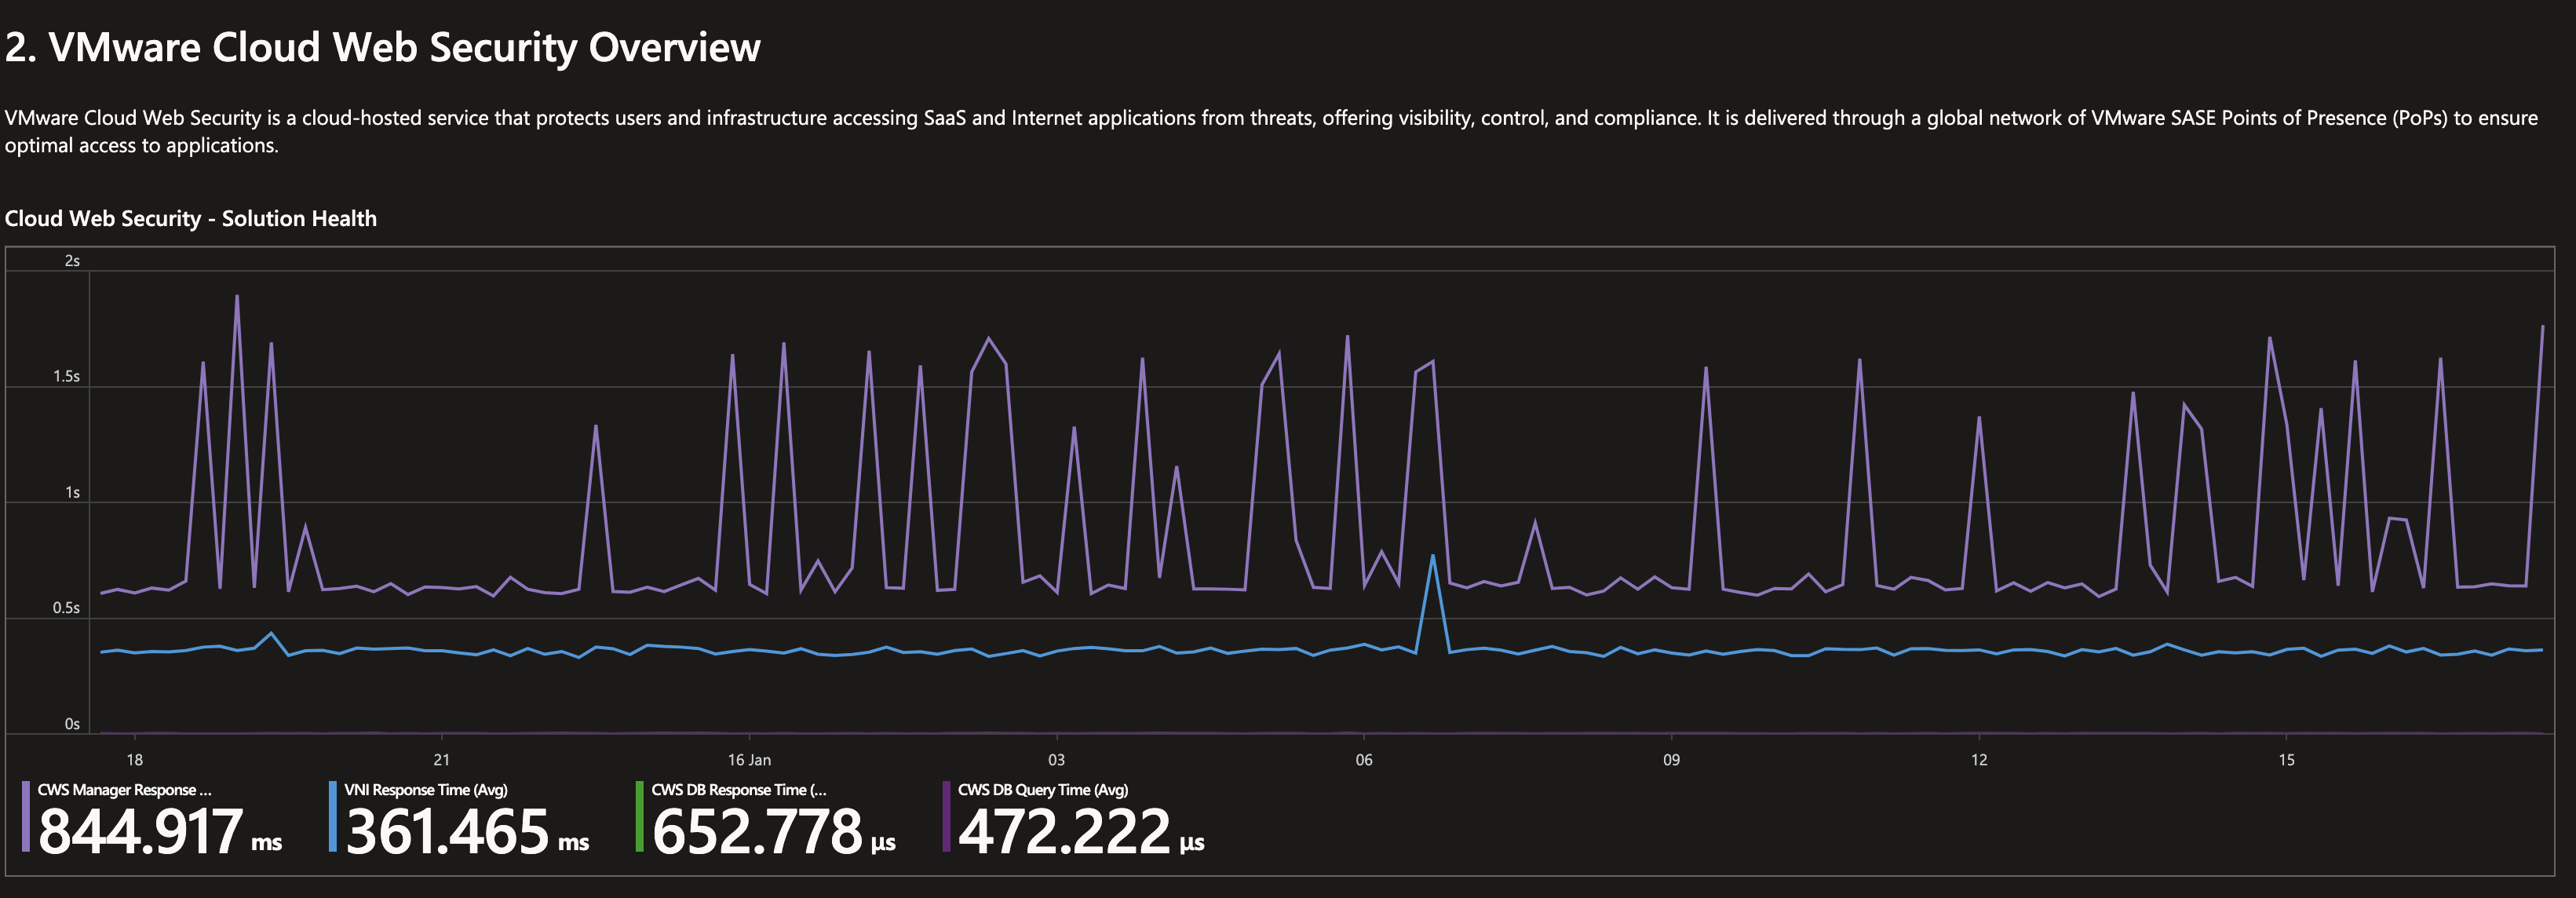 2. VMware Cloud Web Security Overview
VMware Cloud Web Security is a cloud-hosted service that protects users and infrastructure accessing SaaS and Internet applications from threats, offering visibility, control, and compliance. It is delivered through a global network of VMware SASE Points of Presence (PoPs) to ensure
optimal access to applications.
Cloud Web Security - Solution Health
2s
1.5s
1s
0.5s
0s
18 21 16 Jan 03 06 09 12 15
CWS Manager Response ... VNI Response Time (Avg) CWS DB Response Time (... CWS DB Query Time (Avg)
844.917 ms 361.465 ms 652.778 µs 472.222 µs